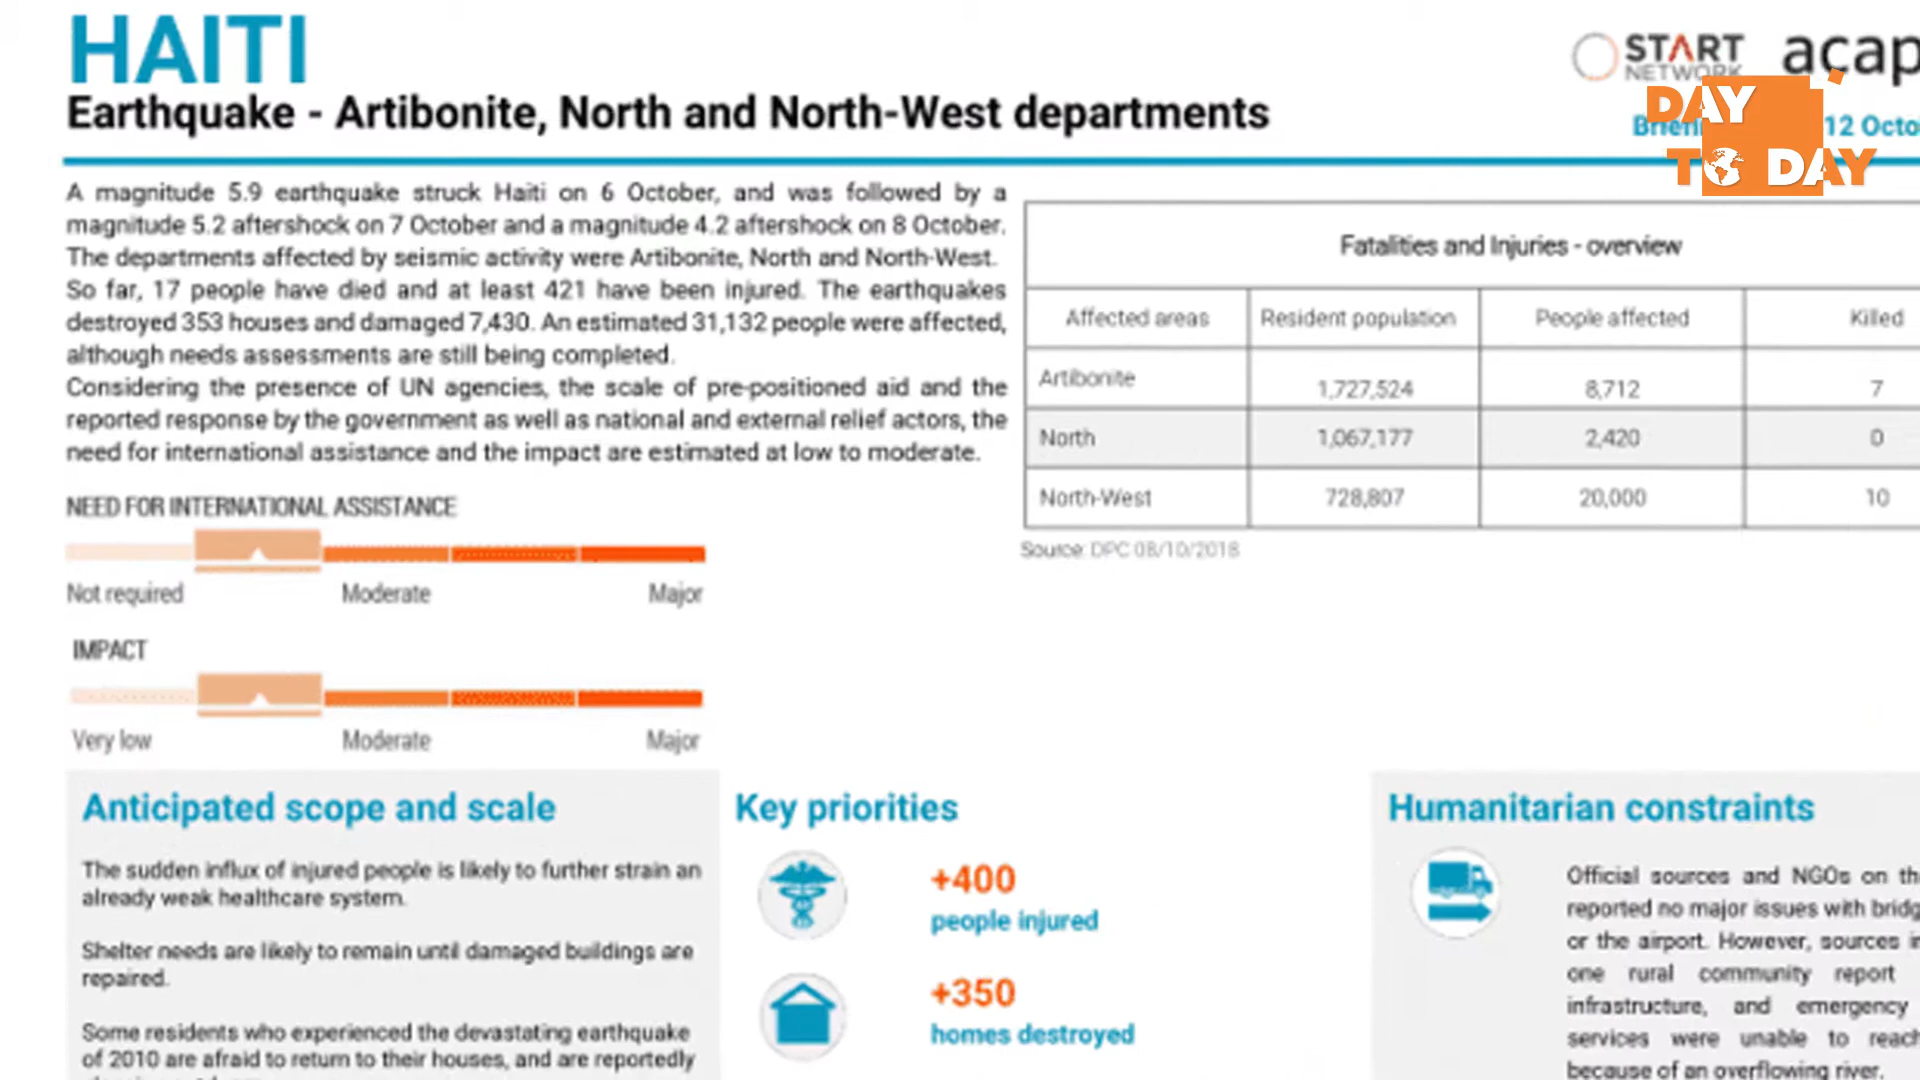 HAITI
START
NETWORK
acap
Earthquake - Artibonite, North and North-West departments
DAY
TO DAY
12 Octo
A magnitude 5.9 earthquake struck Haiti on 6 October, and was followed by a
magnitude 5.2 aftershock on 7 October and a magnitude 4.2 aftershock on 8 October.
The departments affected by seismic activity were Artibonite, North and North-West.
So far, 17 people have died and at least 421 have been injured. The earthquakes
destroyed 353 houses and damaged 7,430. An estimated 31,132 people were affected,
although needs assessments are still being completed.
Considering the presence of UN agencies, the scale of pre-positioned aid and the
reported response by the government as well as national and external relief actors, the
need for international assistance and the impact are estimated at low to moderate.
Fatalities and Injuries - overview
Affected areas Resident population People affected Killed
Artibonite 1,727,524 8,712 7
North 1,067,177 2,420 0
North-West 728,807 20,000 10
Source: DPC 08/10/2018
NEED FOR INTERNATIONAL ASSISTANCE
Not required Moderate Major
IMPACT
Very low Moderate Major
Anticipated scope and scale
The sudden influx of injured people is likely to further strain an
already weak healthcare system.
Shelter needs are likely to remain until damaged buildings are
repaired.
Some residents who experienced the devastating earthquake
of 2010 are afraid to return to their houses, and are reportedly
Key priorities
+400
people injured
+350
homes destroyed
Humanitarian constraints
Official sources and NGOs on th
reported no major issues with bridg
or the airport. However, sources i
one rural community report
infrastructure, and emergency
services were unable to reach
because of an overflowing river.